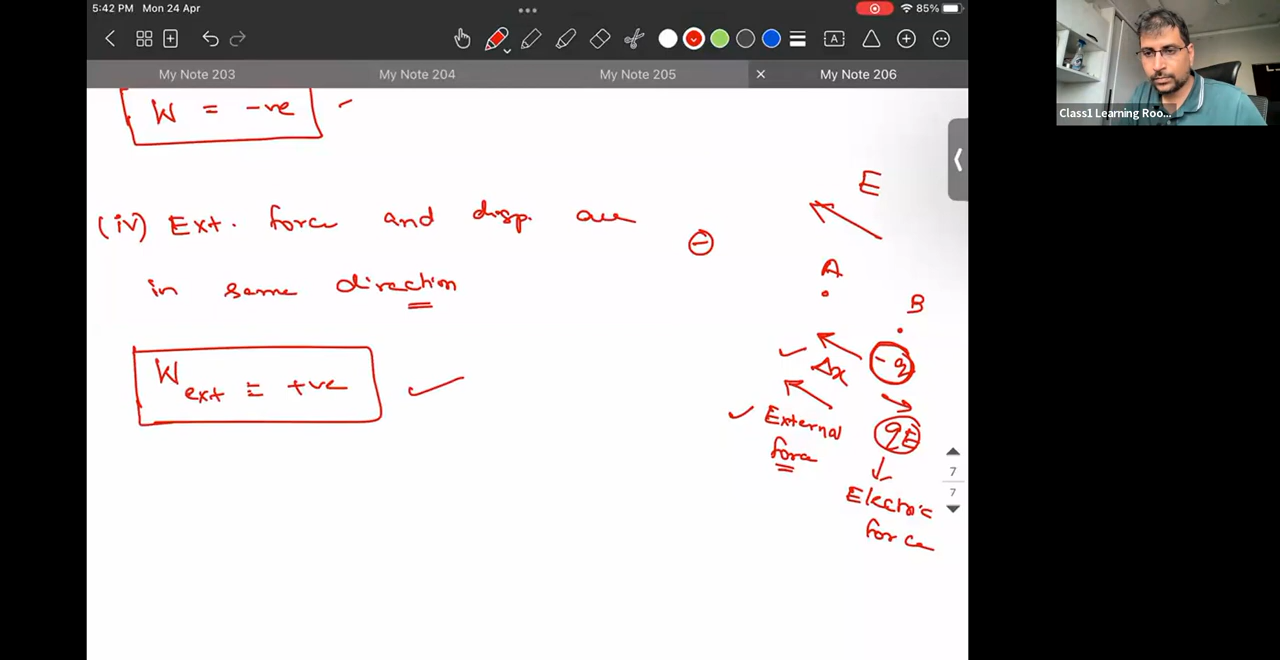 5:42 PM Mon 24 Apr
85%
My Note 203
My Note 204
My Note 205
My Note 206
Class1 Learning Roo...
W = -ve
(iv) Ext. force and disp. are
in same direction
W ext = +ve
E
A
B
-q
Δx
External
force
qE
Electric
force
7
7